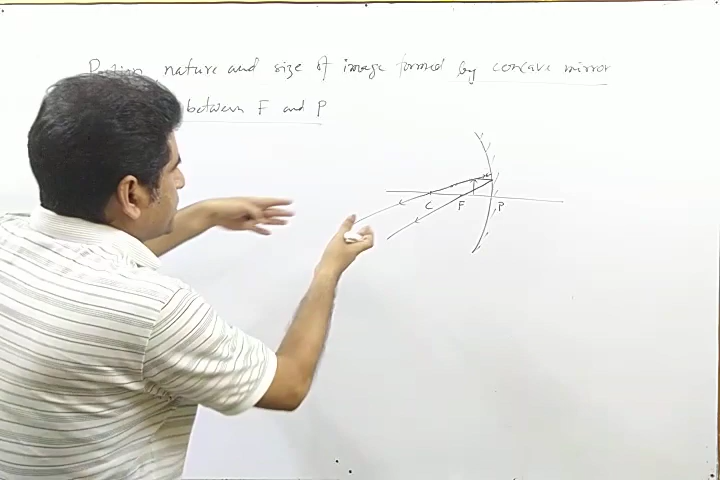 nature and size of image formed by concave mirror
between F and P
C F P